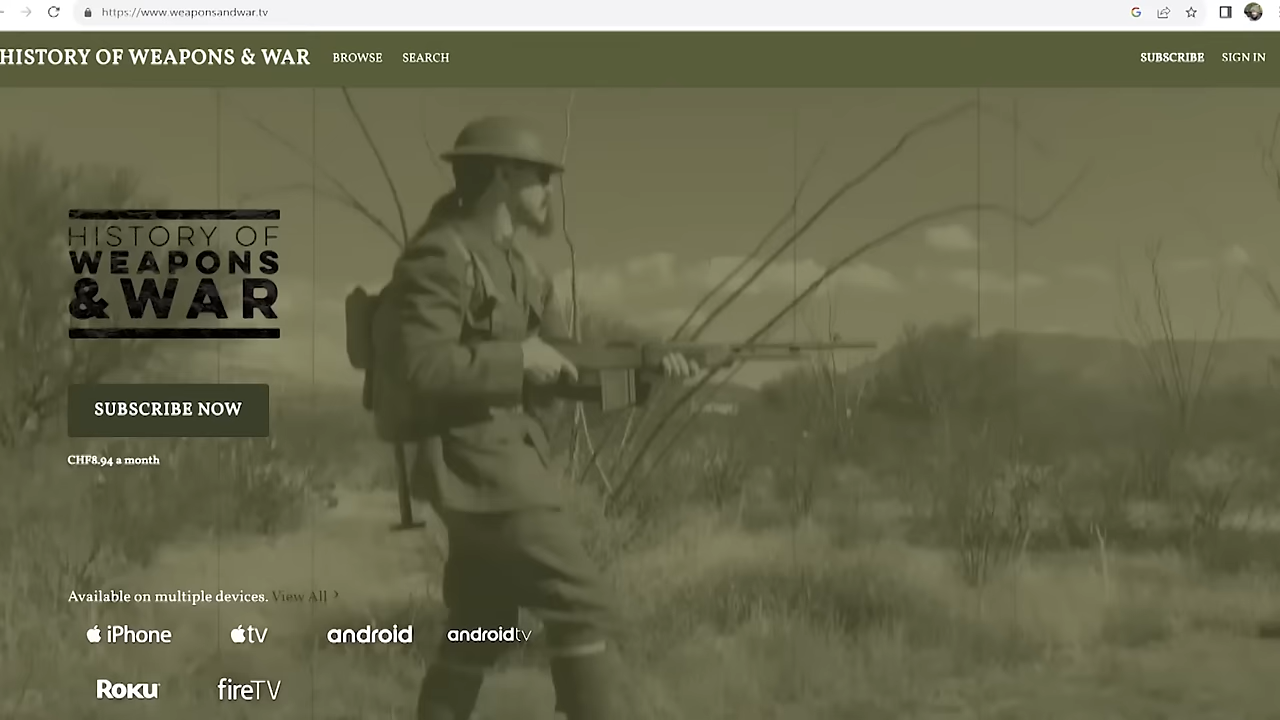 https://www.weaponsandwar.tv
HISTORY OF WEAPONS & WAR BROWSE SEARCH SUBSCRIBE SIGN IN
HISTORY OF
WEAPONS
& WAR
SUBSCRIBE NOW
CHF8.94 a month
Available on multiple devices. View All
iPhone tv android androidtv
Roku fireTV